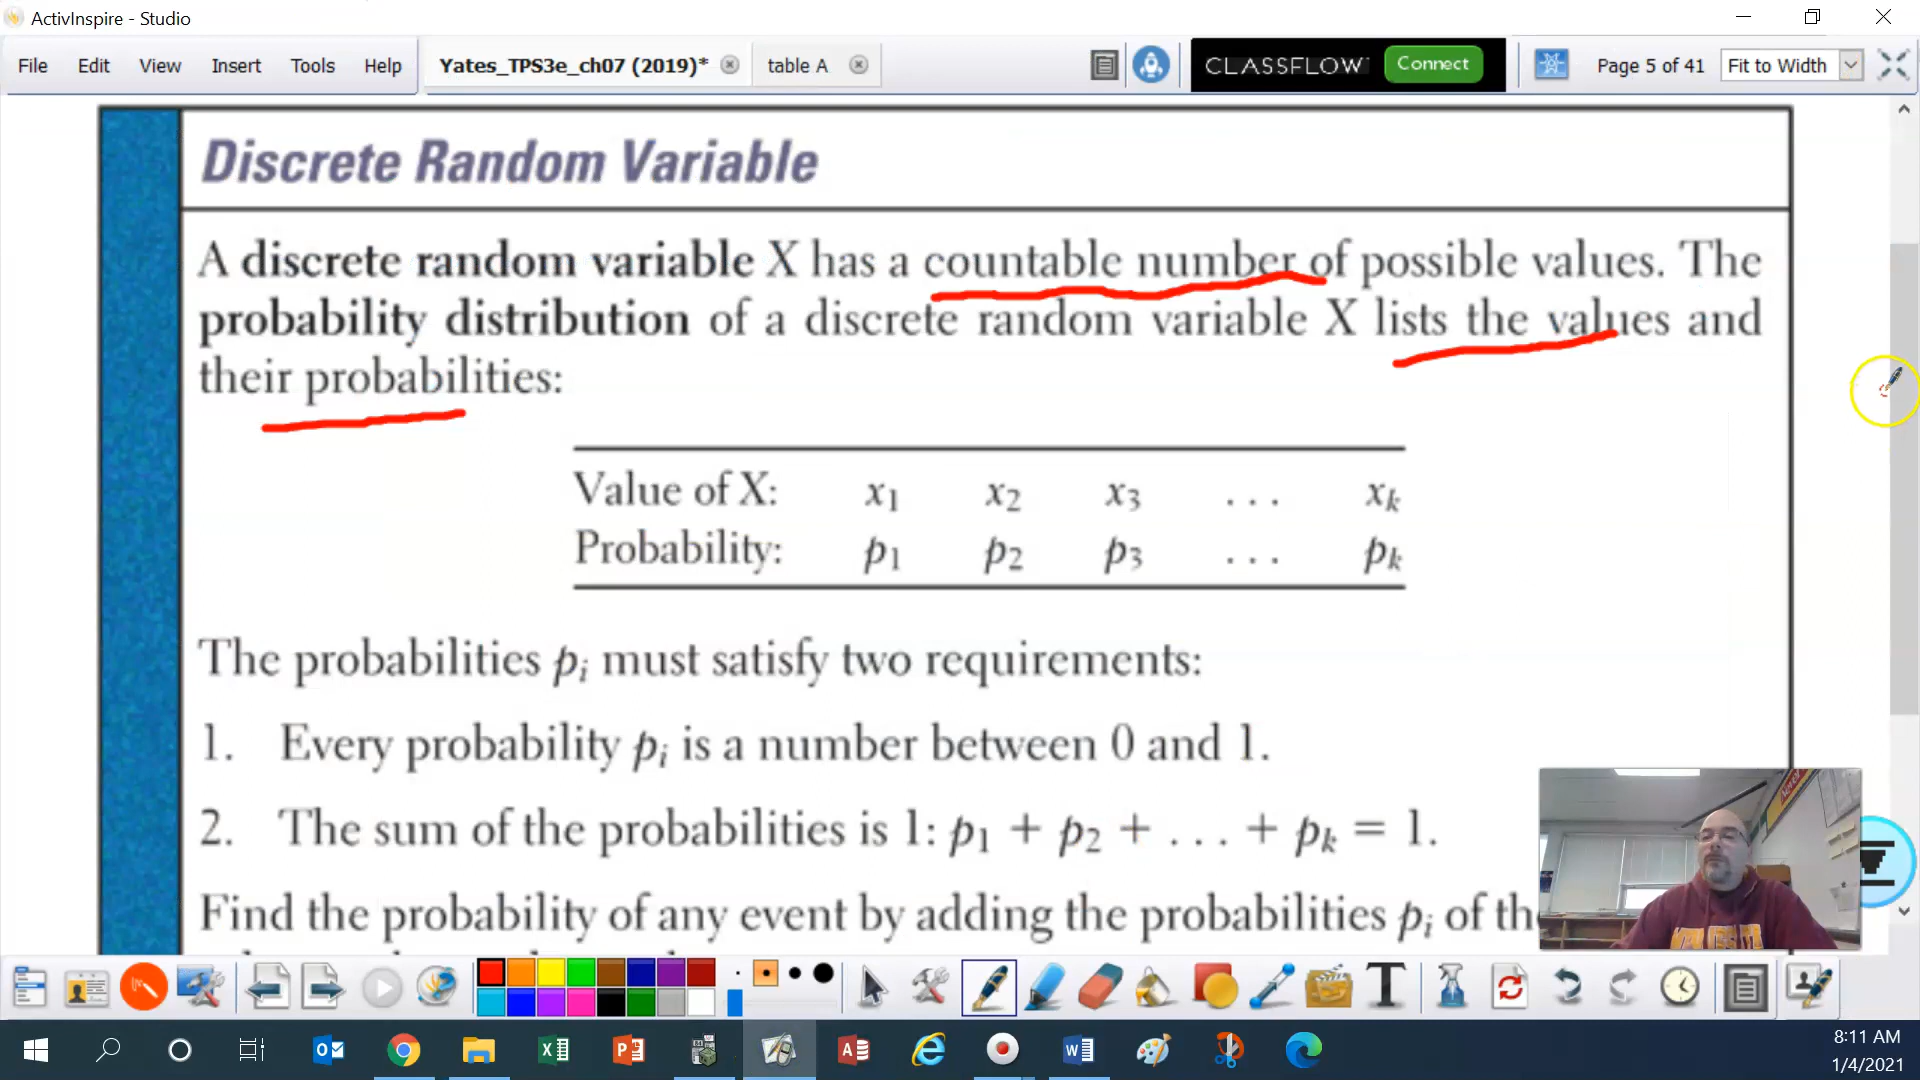 ActivInspire - Studio
File Edit View Insert Tools Help
Yates_TPS3e_ch07 (2019)*
table A
CLASSFLOW
Connect
Page 5 of 41
Fit to Width
Discrete Random Variable
A discrete random variable X has a countable number of possible values. The
probability distribution of a discrete random variable X lists the values and
their probabilities:
Value of X: x1 x2 x3 . . . xk
Probability: p1 p2 p3 . . . pk
The probabilities pi must satisfy two requirements:
1. Every probability pi is a number between 0 and 1.
2. The sum of the probabilities is 1: p1 + p2 + . . . + pk = 1.
Find the probability of any event by adding the probabilities pi of
T
8:11 AM
1/4/2021